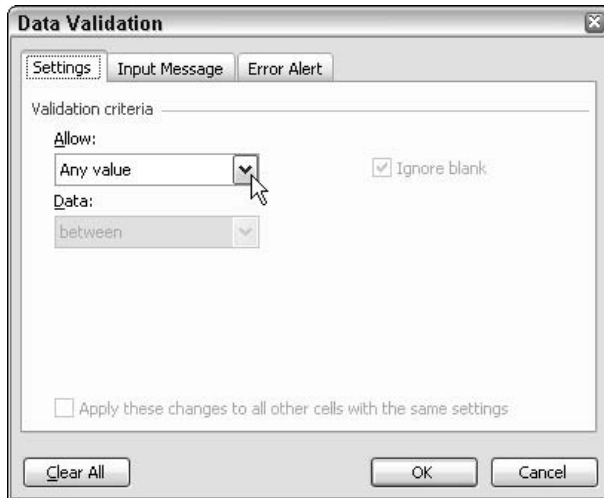 Data Validation
Settings Input Message Error Alert
Validation criteria
Allow:
Any value Ignore blank
Data:
between
Apply these changes to all other cells with the same settings
Clear All OK Cancel